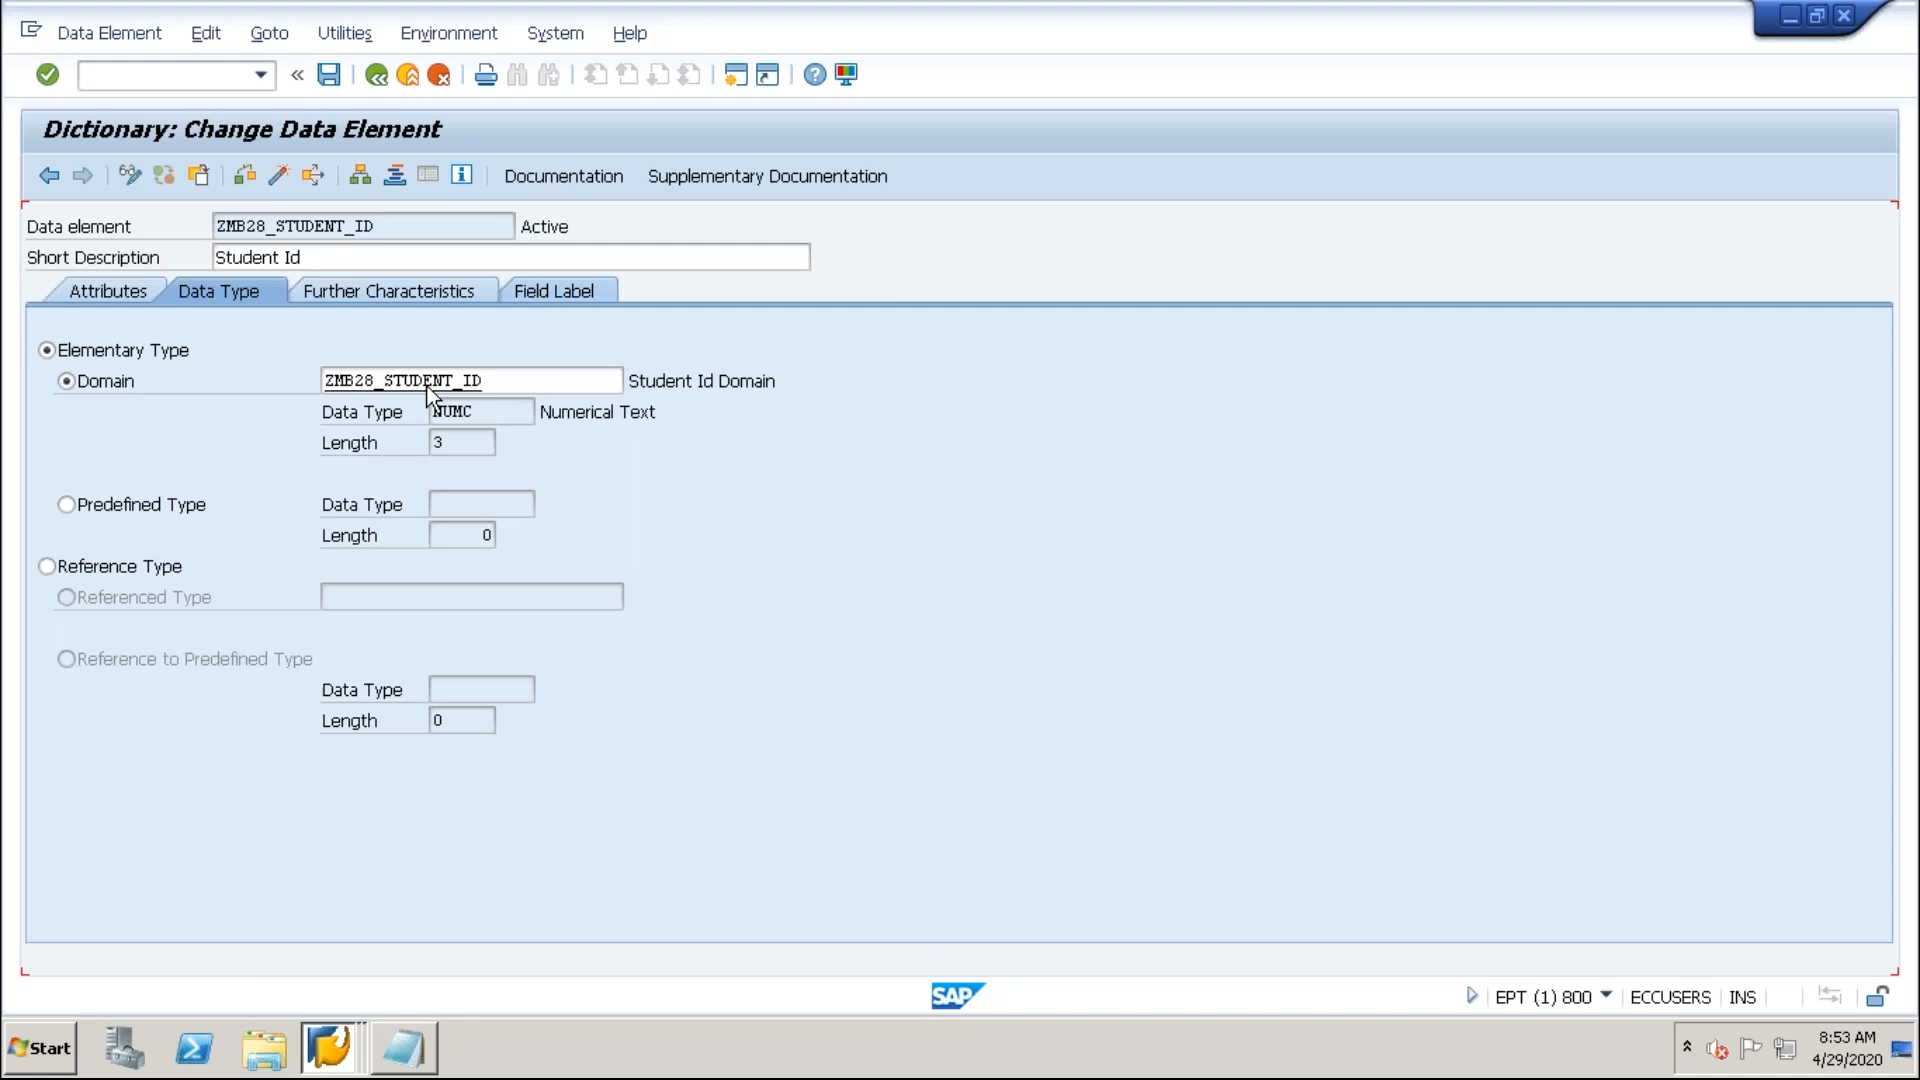 Data Element Edit Goto Utilities Environment System Help
Dictionary: Change Data Element
Documentation Supplementary Documentation
Data element ZMB28_STUDENT_ID Active
Short Description Student Id
Attributes Data Type Further Characteristics Field Label
Elementary Type
Domain ZMB28_STUDENT_ID Student Id Domain
Data Type NUMC Numerical Text
Length 3
Predefined Type Data Type
Length 0
Reference Type
Referenced Type
Reference to Predefined Type
Data Type
Length 0
SAP EPT (1) 800 ECCUSERS INS
Start 8:53 AM
4/29/2020